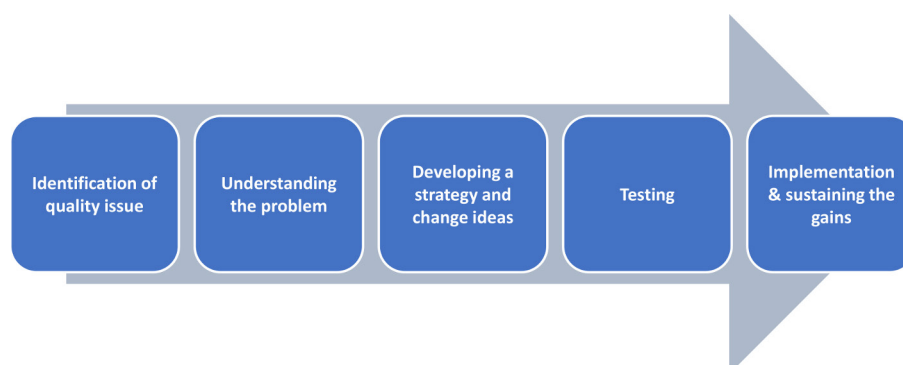 Identification of
quality issue
Understanding
the problem
Developing a
strategy and
change ideas
Testing
Implementation
& sustaining the
gains